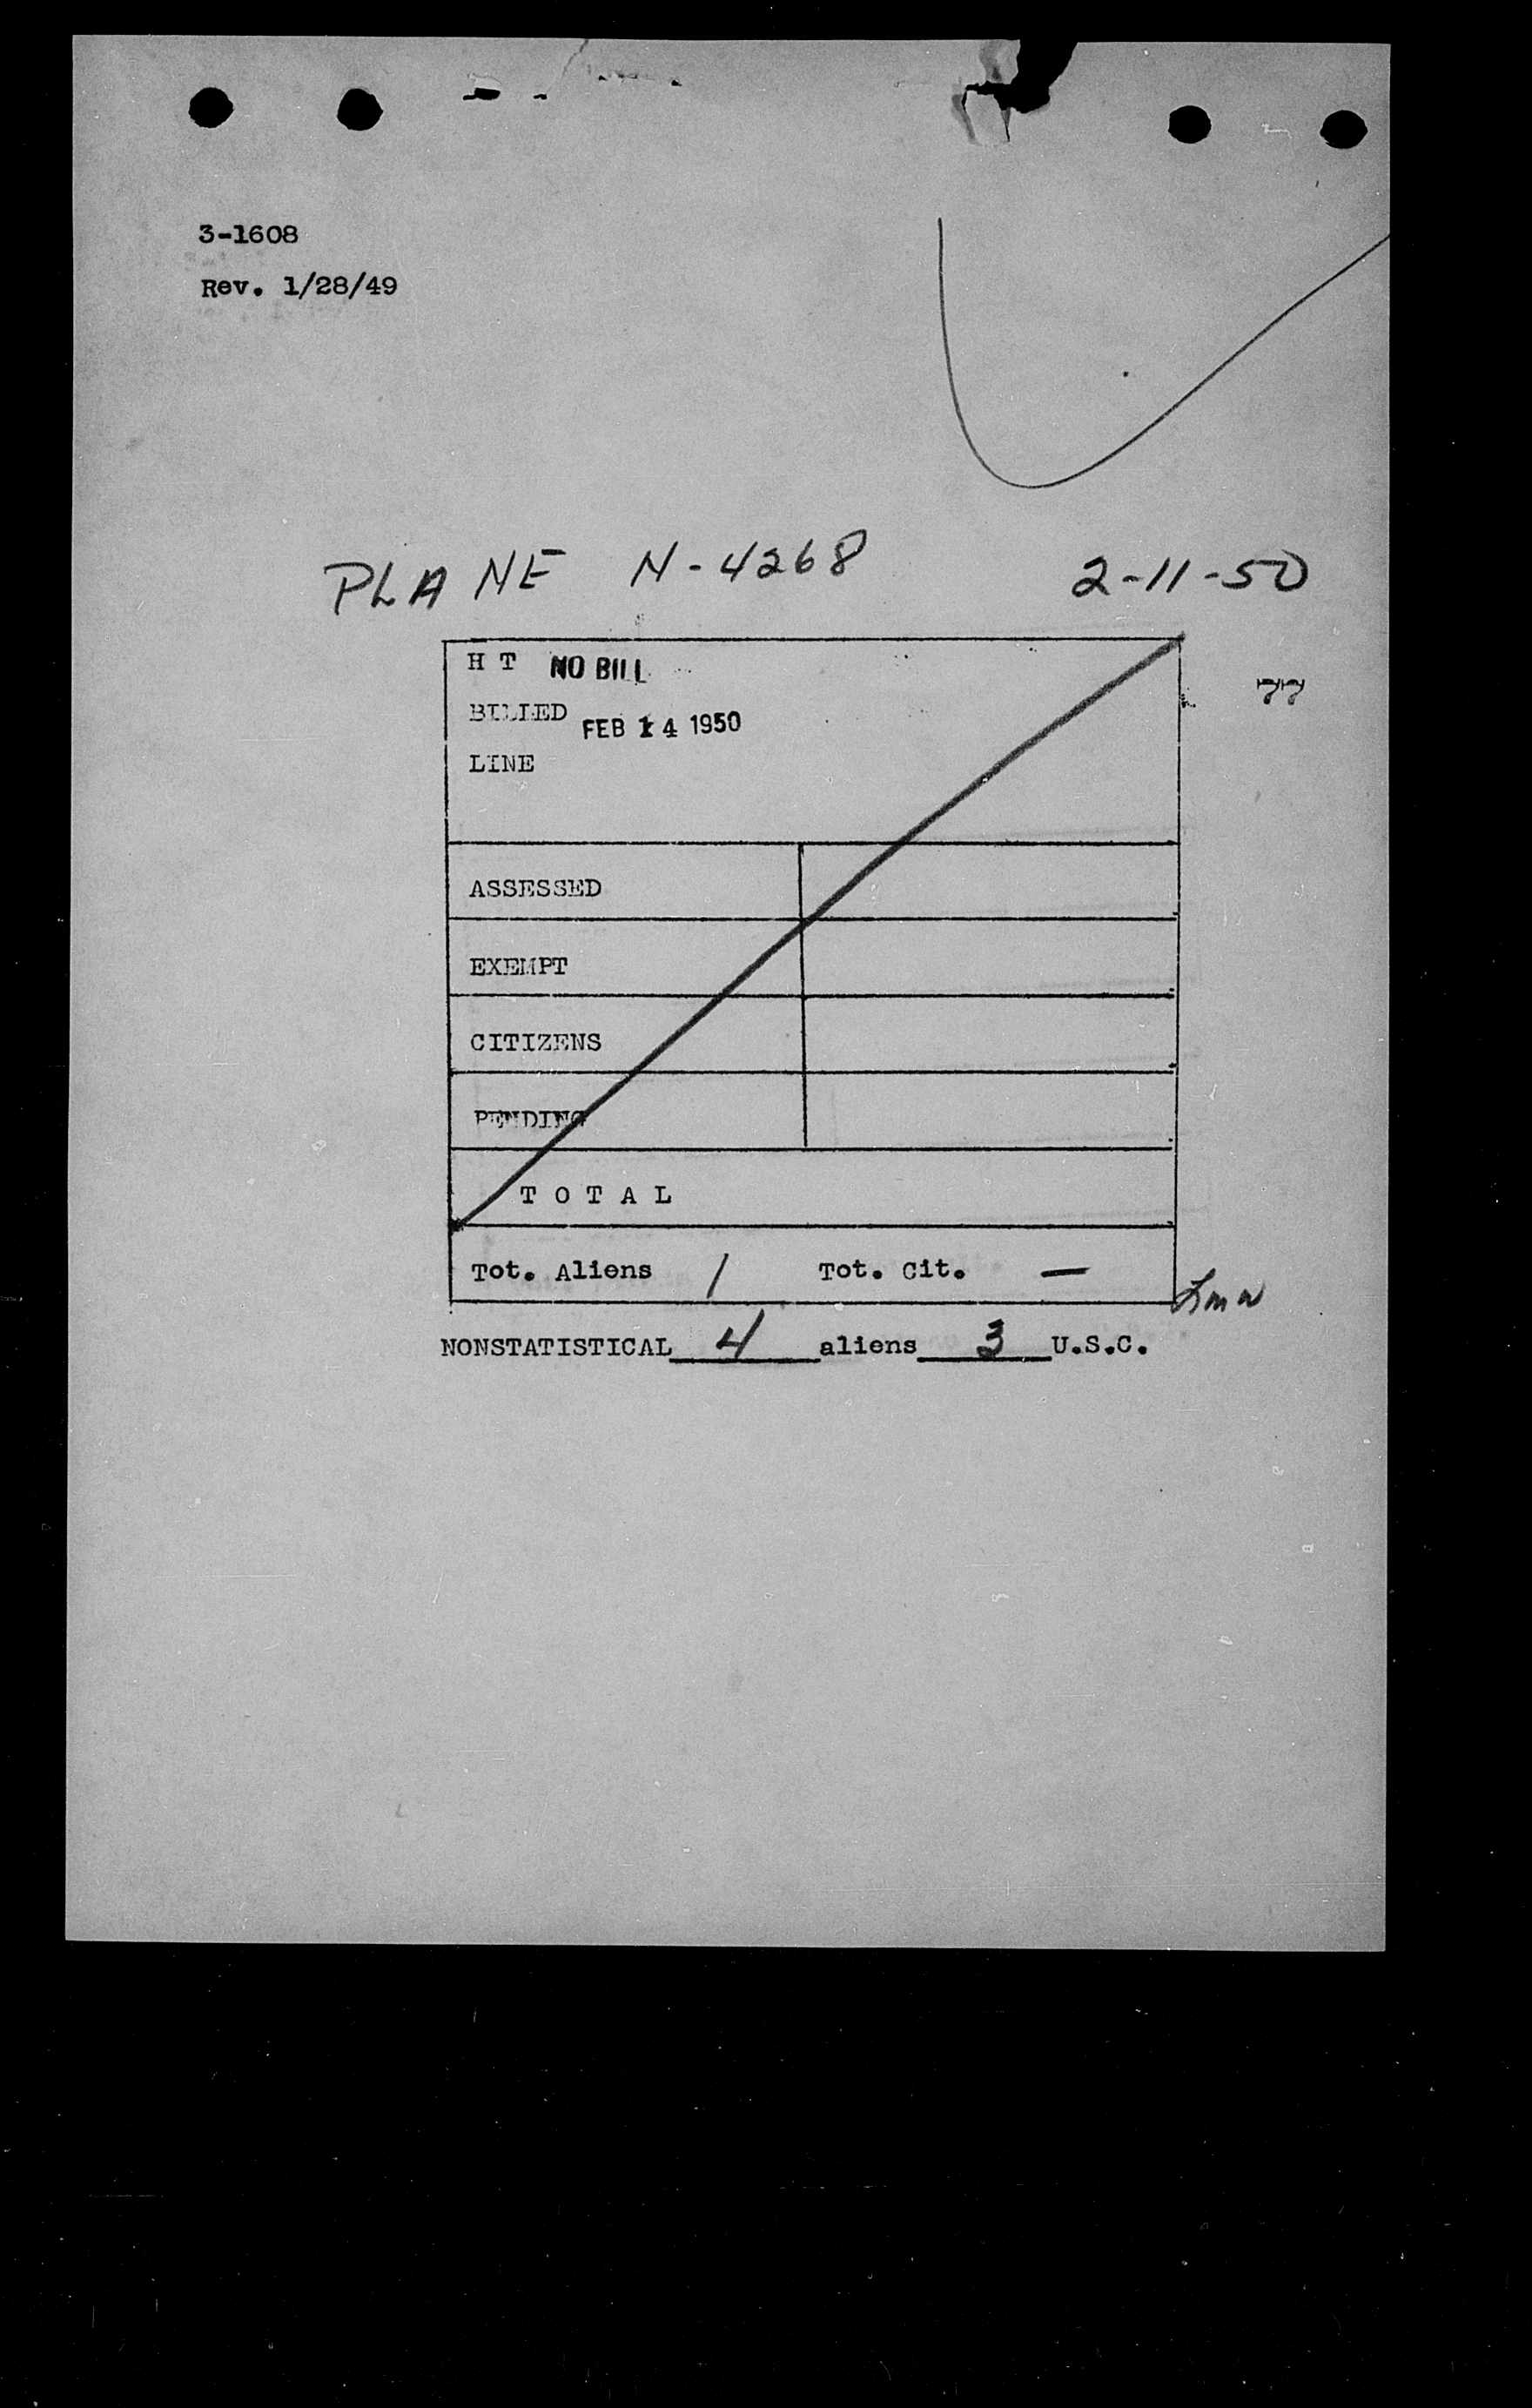 3-1608
Rev. 1/28/49
PLANE N-4268 2-11-50
H T NO BILL
77
BILLED FEB 14 1950
LINE
ASSESSED
EXEMPT
CITIZENS
PENDING
T O T A L
Tot. Aliens 1 Tot. Cit. —
NONSTATISTICAL 4 aliens 3 U.S.C.